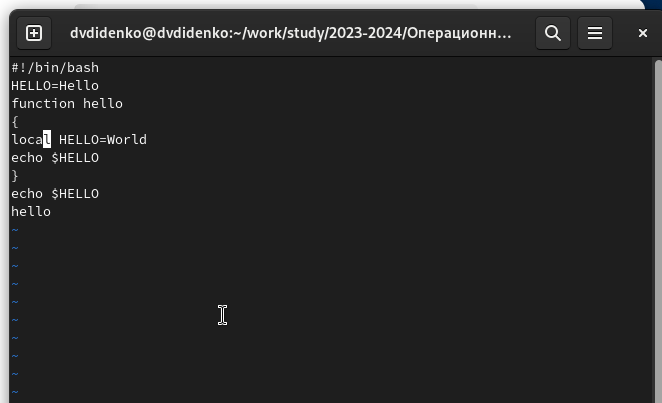 dvdidenko@dvdidenko:~/work/study/2023-2024/Операционн...
#!/bin/bash
HELLO=Hello
function hello
{
local HELLO=World
echo $HELLO
}
echo $HELLO
hello
~
~
~
~
~
~
~
~
~
~